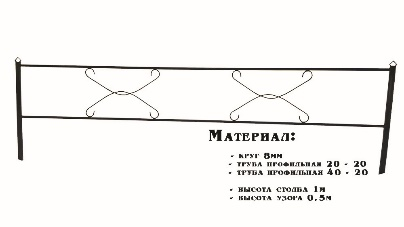 Материал:
- круг 8мм
- труба профильная 20 - 20
- труба профильная 40 - 20
- высота столба 1м
- высота узора 0,5м